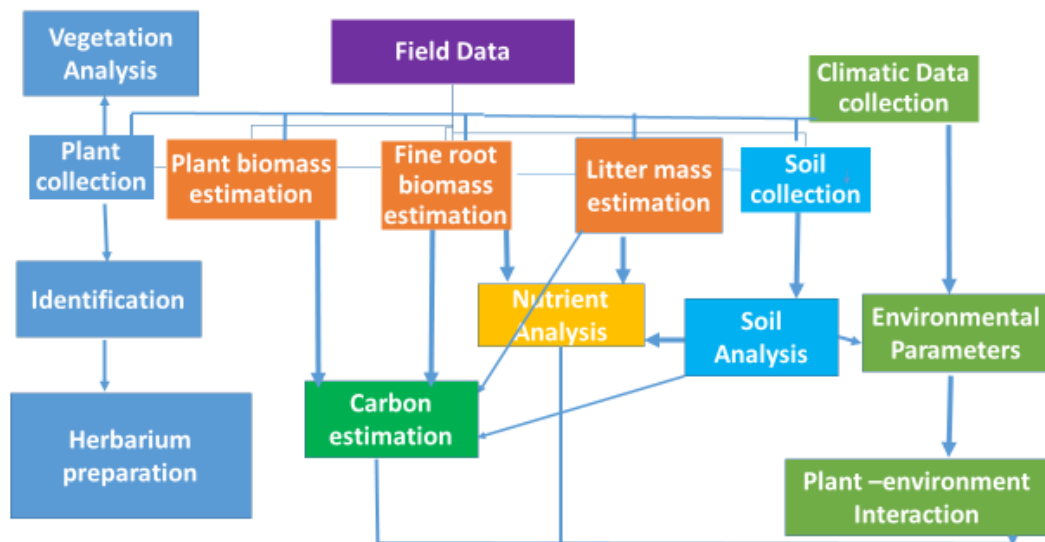 Vegetation
Analysis
Field Data
Climatic Data
collection
Plant
collection
Plant biomass
estimation
Fine root
biomass
estimation
Litter mass
estimation
Soil
collection
Identification
Nutrient
Analysis
Soil
Analysis
Environmental
Parameters
Herbarium
preparation
Carbon
estimation
Plant –environment
Interaction